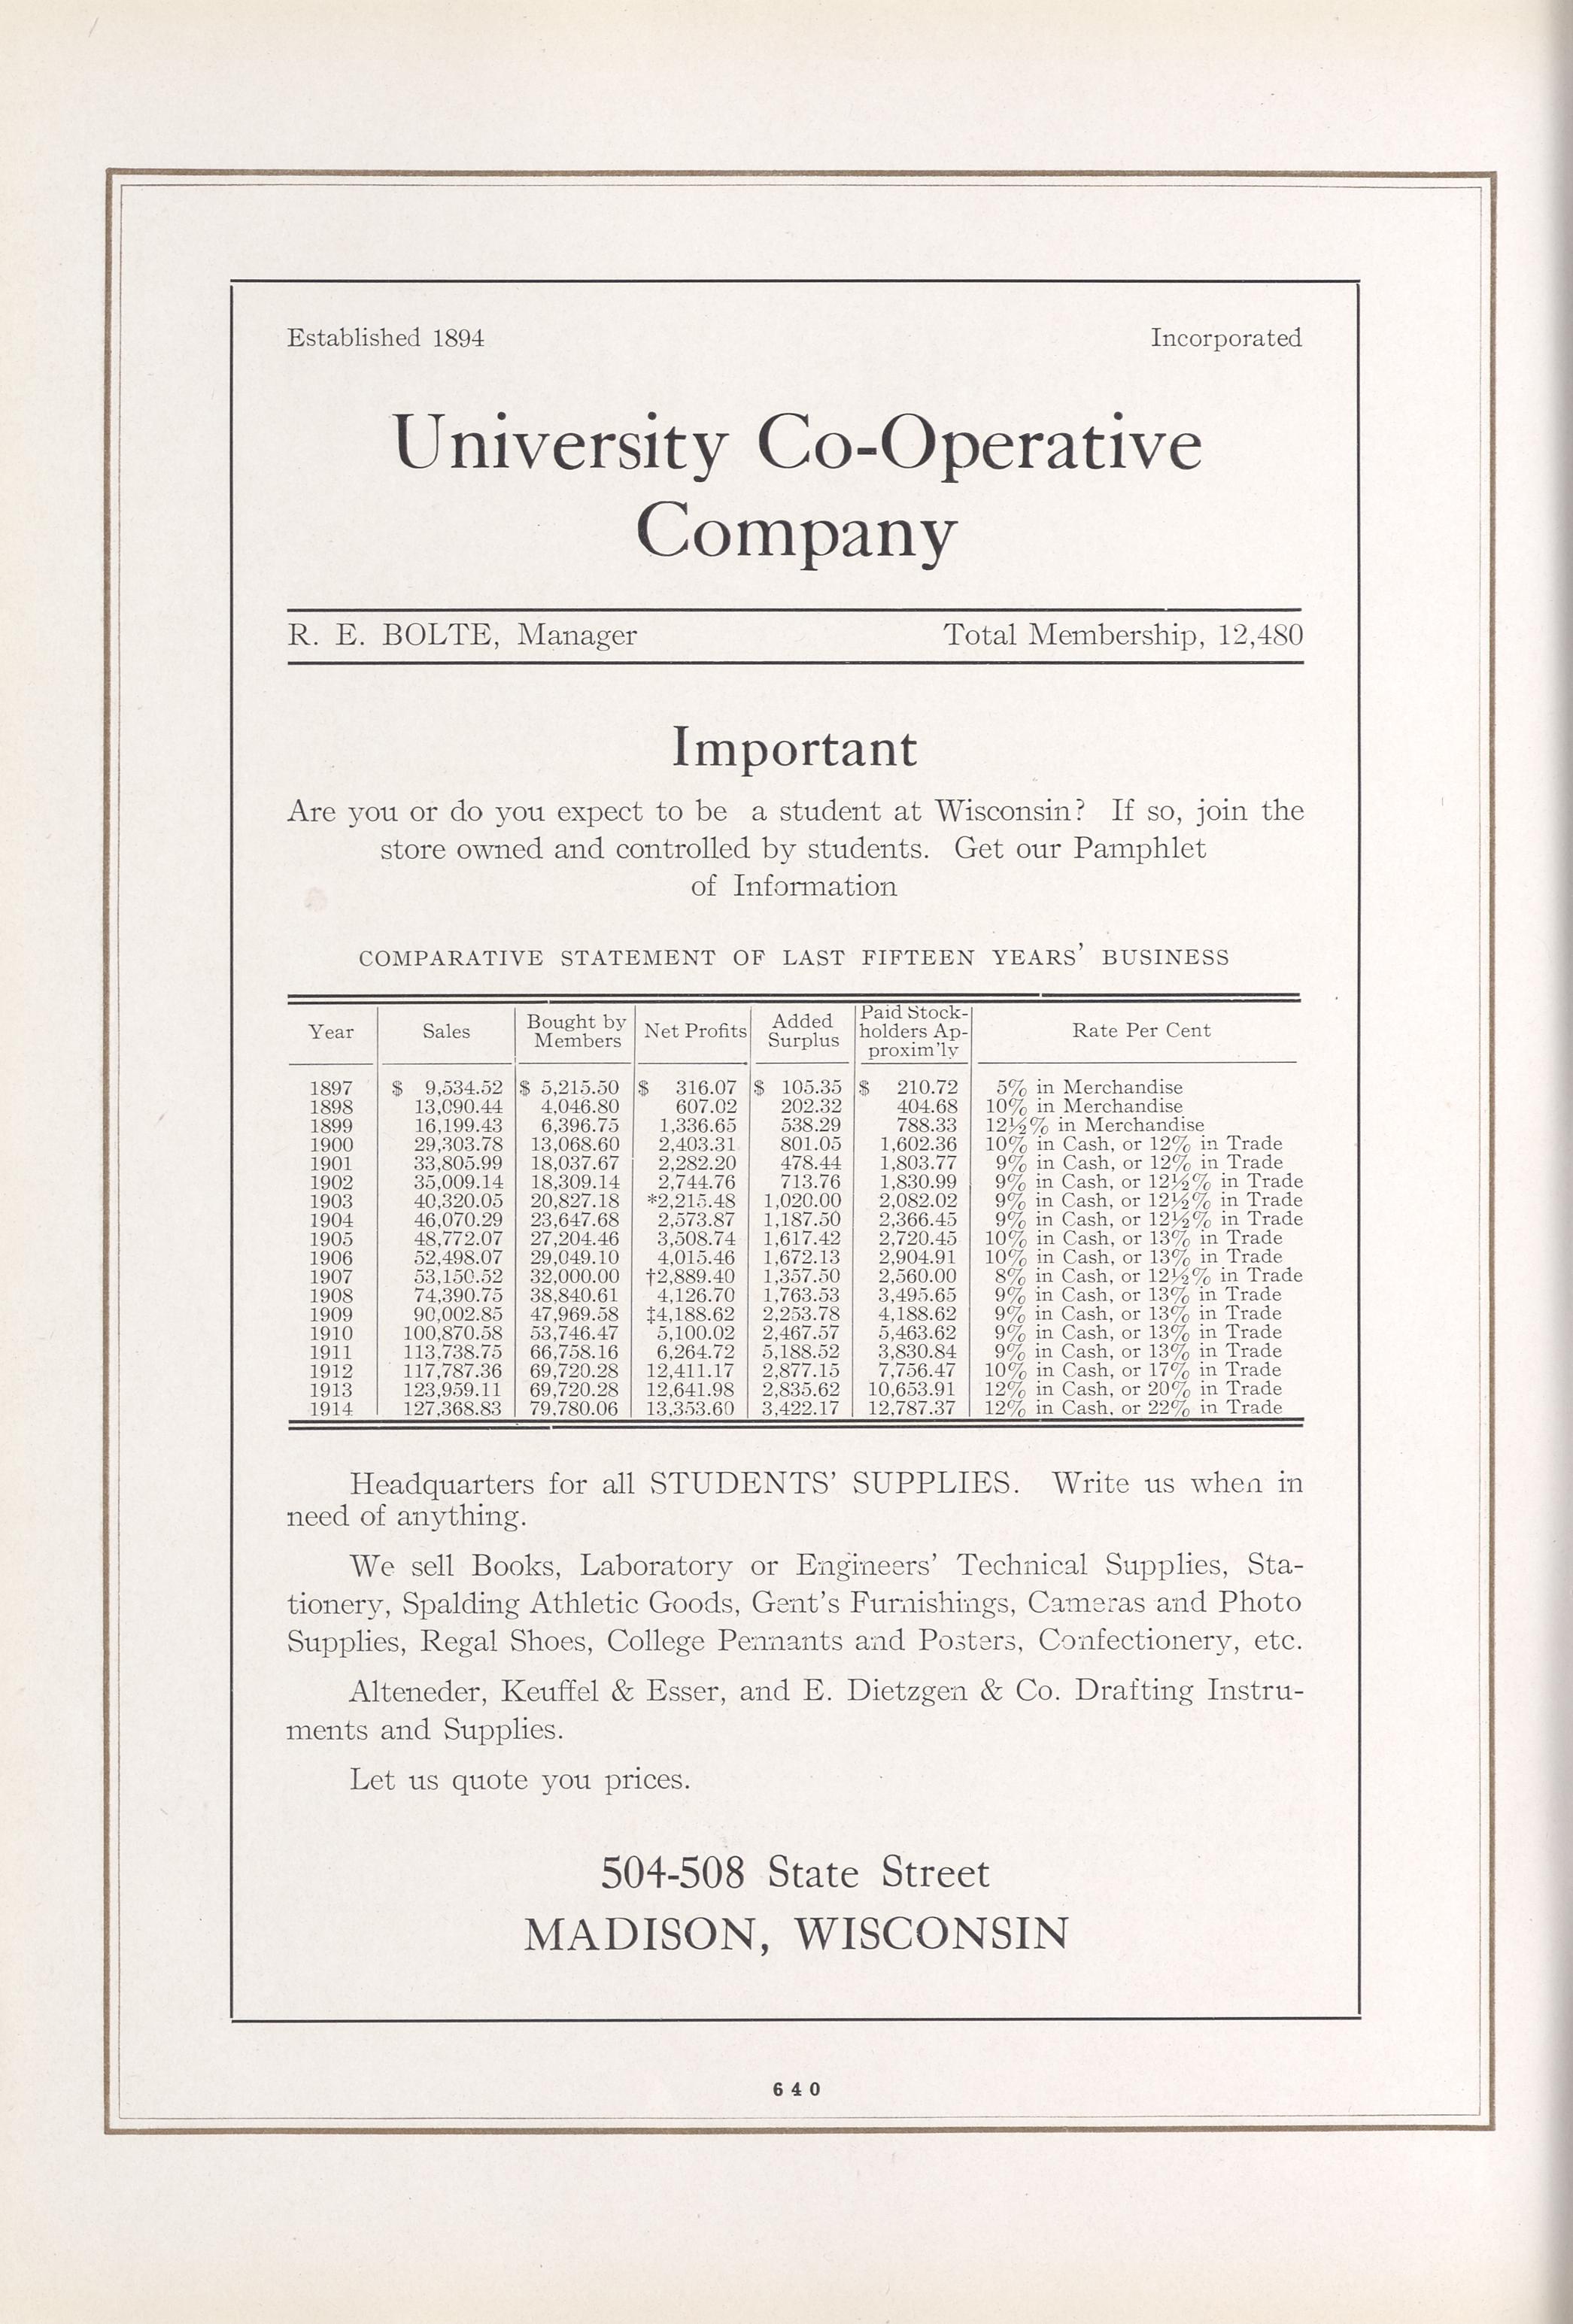 Established 1894 Incorporated
University Co-Operative
Company
R. E. BOLTE, Manager Total Membership, 12,480
Important
Are you or do you expect to be a student at Wisconsin? If so, join the
store owned and controlled by students. Get our Pamphlet
of Information
COMPARATIVE STATEMENT OF LAST FIFTEEN YEARS' BUSINESS
Year Sales Bought by Members Net Profits Added Surplus Paid Stock-holders Ap-proxim'ly Rate Per Cent
1897 $ 9,534.52 $ 5,215.50 $ 316.07 $ 105.35 $ 210.72 5% in Merchandise
1898 13,090.44 4,046.80 607.02 202.32 404.68 10% in Merchandise
1899 16,199.43 6,396.75 1,336.65 538.29 788.33 12½% in Merchandise
1900 29,303.78 13,068.60 2,403.31 801.05 1,602.36 10% in Cash, or 12% in Trade
1901 33,805.99 18,037.67 2,282.20 478.44 1,803.77 9% in Cash, or 12% in Trade
1902 35,009.14 18,309.14 2,744.76 713.76 1,830.99 9% in Cash, or 12½% in Trade
1903 40,320.05 20,827.18 *2,215.48 1,020.00 2,082.02 9% in Cash, or 12½% in Trade
1904 46,070.29 23,647.68 2,573.87 1,187.50 2,366.45 9% in Cash, or 12½% in Trade
1905 48,772.07 27,204.46 3,508.74 1,617.42 2,720.45 10% in Cash, or 13% in Trade
1906 52,498.07 29,049.10 4,015.46 1,672.13 2,904.91 10% in Cash, or 13% in Trade
1907 53,150.52 32,000.00 †2,889.40 1,357.50 2,560.00 8% in Cash, or 12½% in Trade
1908 74,390.75 38,840.61 4,126.70 1,763.53 3,495.65 9% in Cash, or 13% in Trade
1909 90,002.85 47,969.58 ‡4,188.62 2,253.78 4,188.62 9% in Cash, or 13% in Trade
1910 100,870.58 53,746.47 5,100.02 2,467.57 5,463.62 9% in Cash, or 13% in Trade
1911 113,738.75 66,758.16 6,264.72 5,188.52 3,830.84 9% in Cash, or 13% in Trade
1912 117,787.36 69,720.28 12,411.17 2,877.15 7,756.47 10% in Cash, or 17% in Trade
1913 123,959.11 69,720.28 12,641.98 2,835.62 10,653.91 12% in Cash, or 20% in Trade
1914 127,368.83 79,780.06 13,353.60 3,422.17 12,787.37 12% in Cash, or 22% in Trade
Headquarters for all STUDENTS' SUPPLIES. Write us when in
need of anything.
We sell Books, Laboratory or Engineers' Technical Supplies, Sta-
tionery, Spalding Athletic Goods, Gent's Furnishings, Cameras and Photo
Supplies, Regal Shoes, College Pennants and Posters, Confectionery, etc.
Alteneder, Keuffel & Esser, and E. Dietzgen & Co. Drafting Instru-
ments and Supplies.
Let us quote you prices.
504-508 State Street
MADISON, WISCONSIN
640